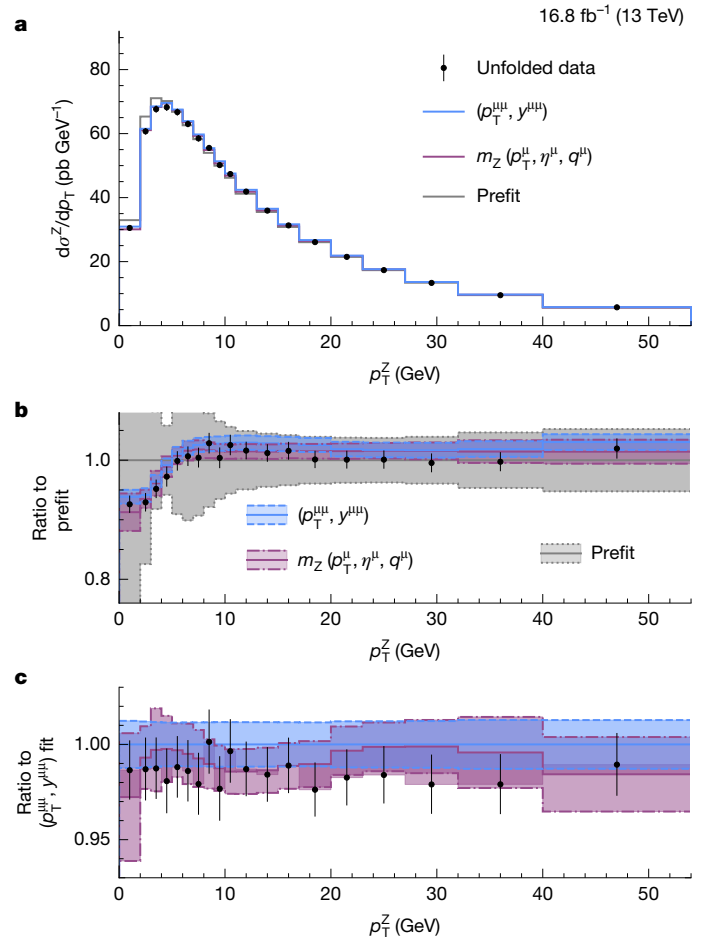 16.8 fb⁻¹ (13 TeV)
a
80
60
40
20
0
dσᶻ/dp_T (pb GeV⁻¹)
Unfolded data
(p_T^μμ, y^μμ)
m_Z (p_T^μ, η^μ, q^μ)
Prefit
0 10 20 30 40 50
p_T^Z (GeV)
b
1.0
0.8
Ratio to
prefit
(p_T^μμ, y^μμ)
m_Z (p_T^μ, η^μ, q^μ)
Prefit
0 10 20 30 40 50
p_T^Z (GeV)
c
1.00
0.95
Ratio to
(p_T^μμ, y^μμ) fit
0 10 20 30 40 50
p_T^Z (GeV)